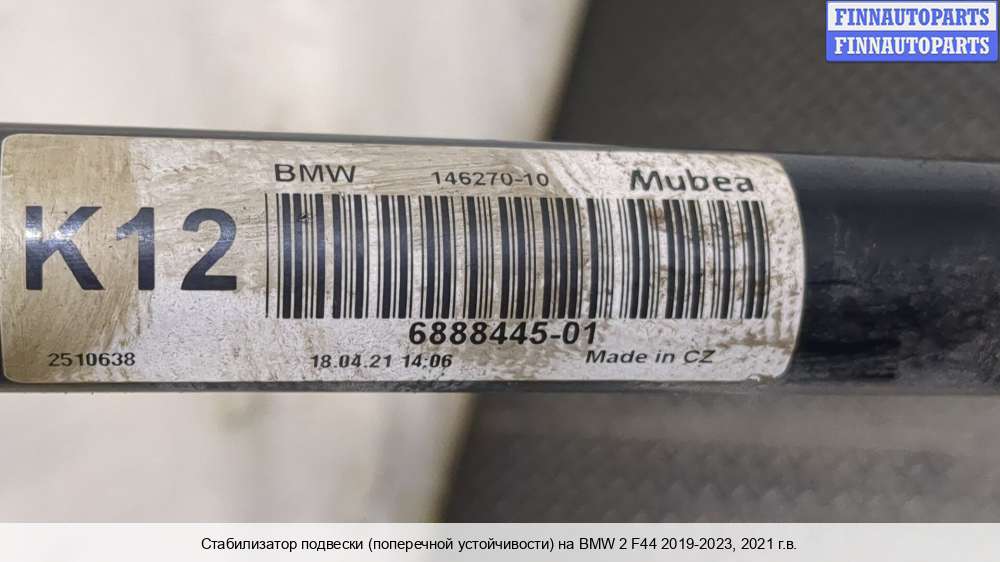 FINNAUTOPARTS
FINNAUTOPARTS
BMW 146270-10 Mubea
K12
6888445-01
2510638 18.04.21 14:06 Made in CZ
Стабилизатор подвески (поперечной устойчивости) на BMW 2 F44 2019-2023, 2021 г.в.